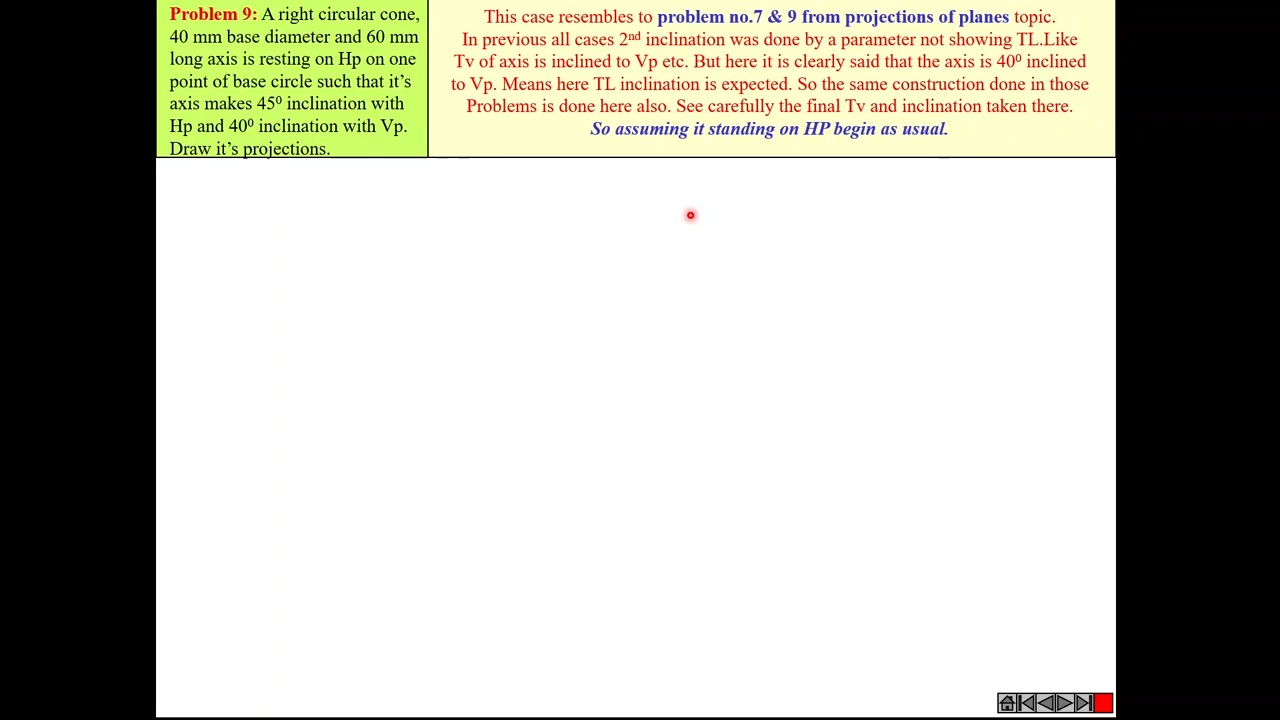 Problem 9: A right circular cone,
40 mm base diameter and 60 mm
long axis is resting on Hp on one
point of base circle such that it's
axis makes 45⁰ inclination with
Hp and 40⁰ inclination with Vp.
Draw it's projections.
This case resembles to problem no.7 & 9 from projections of planes topic.
In previous all cases 2ⁿᵈ inclination was done by a parameter not showing TL.Like
Tv of axis is inclined to Vp etc. But here it is clearly said that the axis is 40⁰ inclined
to Vp. Means here TL inclination is expected. So the same construction done in those
Problems is done here also. See carefully the final Tv and inclination taken there.
So assuming it standing on HP begin as usual.